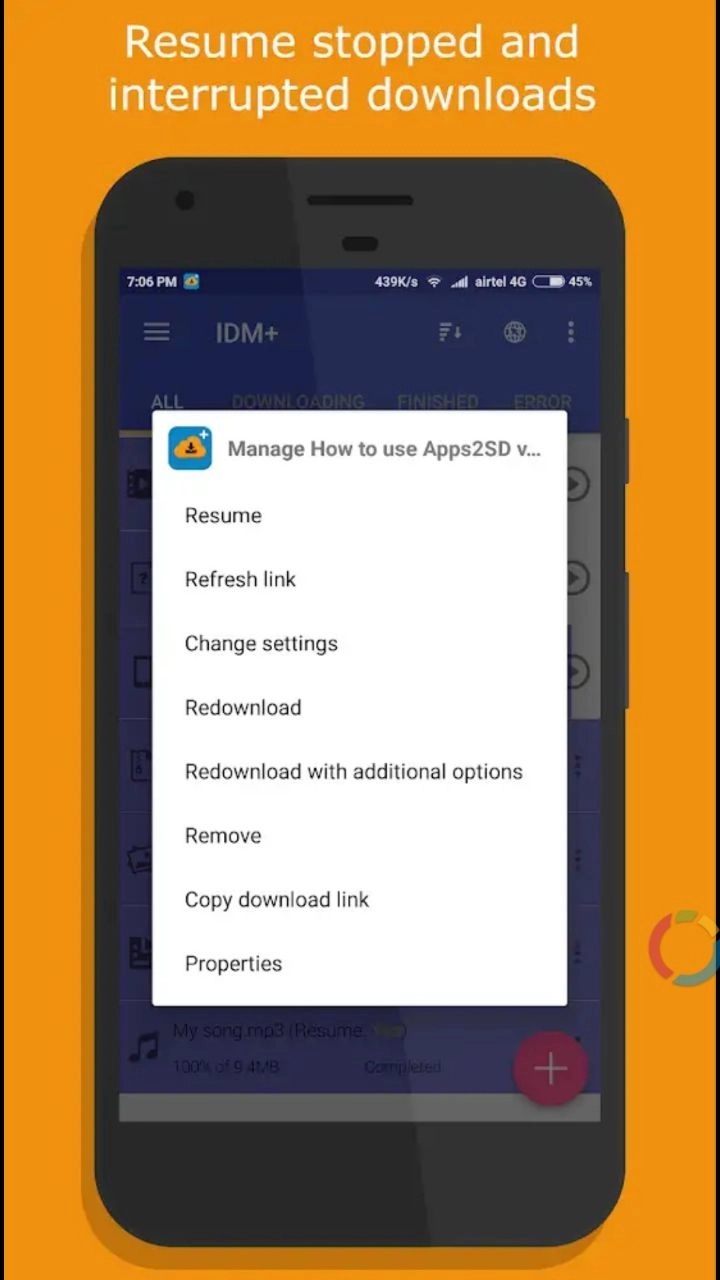 Resume stopped and
interrupted downloads
7:06 PM 439K/s airtel 4G 45%
IDM+
ALL DOWNLOADING FINISHED ERROR
Manage How to use Apps2SD v...
Resume
Refresh link
Change settings
Redownload
Redownload with additional options
Remove
Copy download link
Properties
My song.mp3 (Resume:
100% of 9.4MB Completed